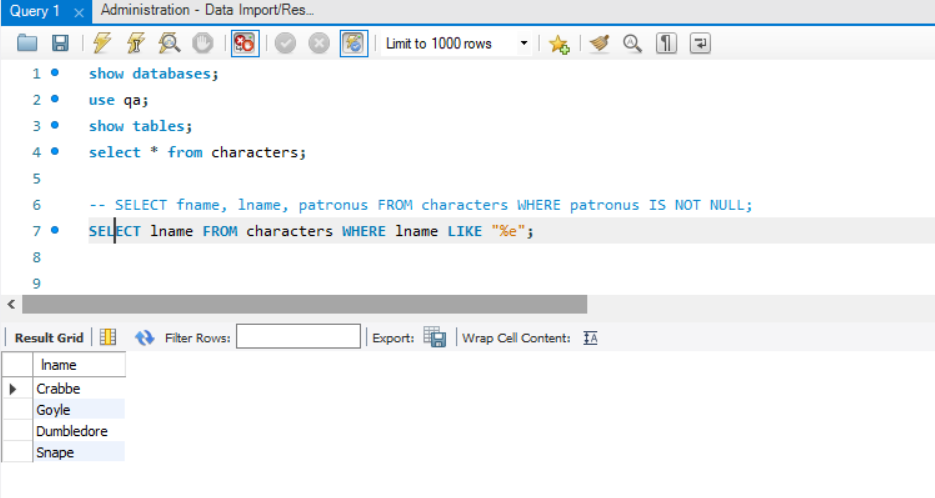 Query 1 × Administration - Data Import/Res...
Limit to 1000 rows
1 show databases;
2 use qa;
3 show tables;
4 select * from characters;
5
6 -- SELECT fname, lname, patronus FROM characters WHERE patronus IS NOT NULL;
7 SELECT lname FROM characters WHERE lname LIKE "%e";
8
9
Result Grid Filter Rows: Export: Wrap Cell Content:
lname
Crabbe
Goyle
Dumbledore
Snape